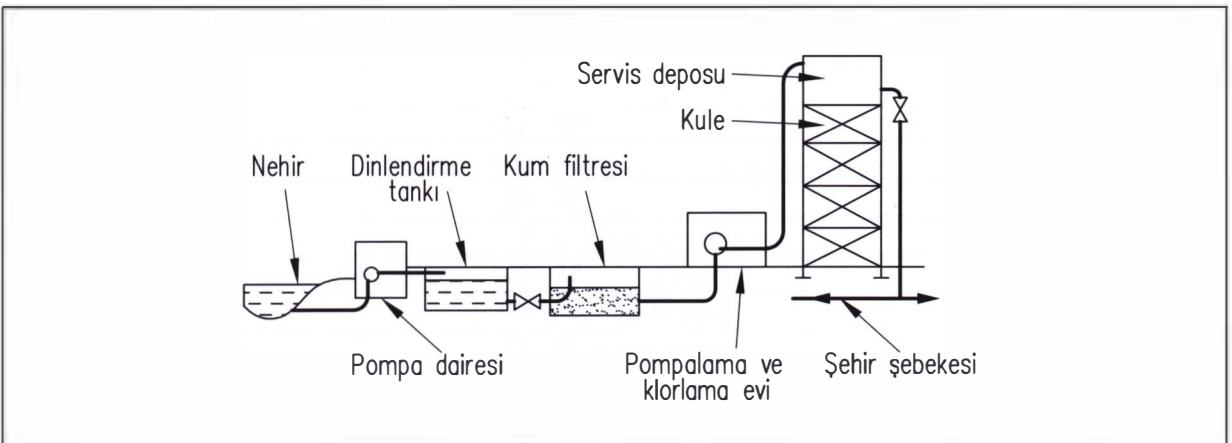 Servis deposu
Kule
Nehir
Dinlendirme
tankı
Kum filtresi
Pompa dairesi
Pompalama ve
klorlama evi
Şehir şebekesi